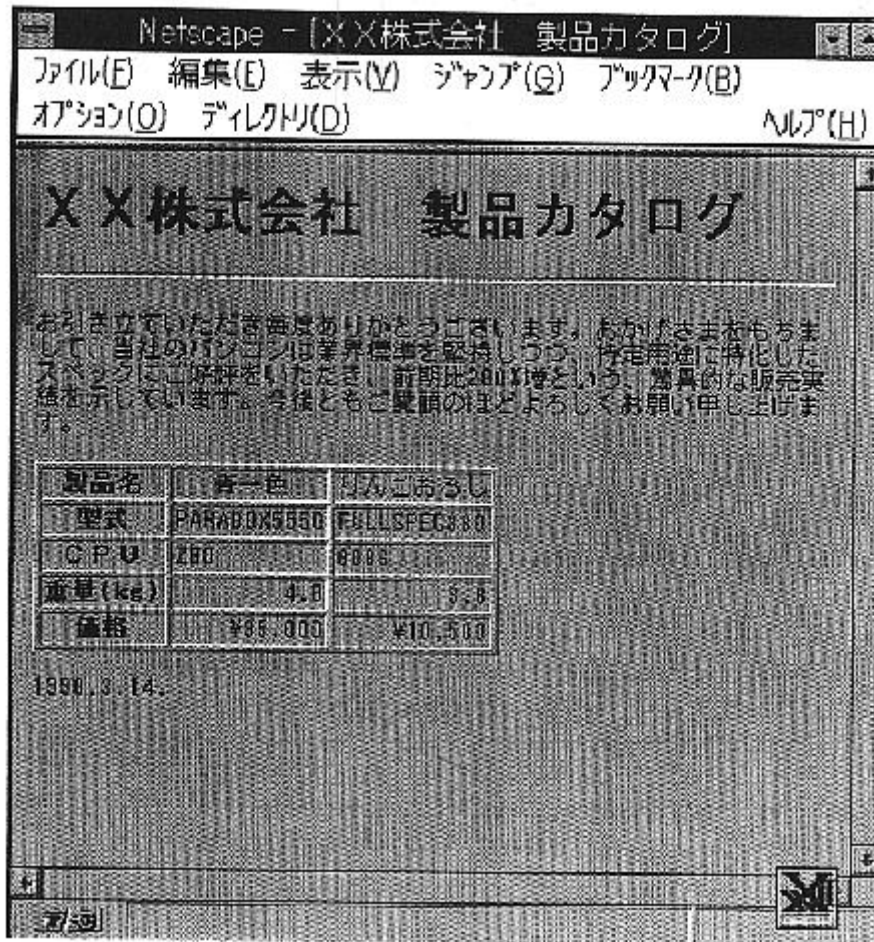 Netscape - [ＸＸ株式会社　製品カタログ]
ファイル(F) 編集(E) 表示(V) ジャンプ(G) ブックマーク(B)
オプション(O) ディレクトリ(D) ヘルプ(H)
ＸＸ株式会社　製品カタログ
お引き立ていただき毎度ありがとうございます。おかげさまをもちま
して、当社のパソコンは業界標準を堅持しつつ、特定用途に特化した
スペックにご好評をいただき、前期比200%増という、驚異的な販売実
績を示しています。今後ともご愛顧のほどよろしくお願い申し上げま
す。
製品名 青一色 りんごおろし
型式 PARADOX5550 FULLSPEC380
ＣＰＵ Z80 8086
重量(kg) 4.8
価格 ¥10,500